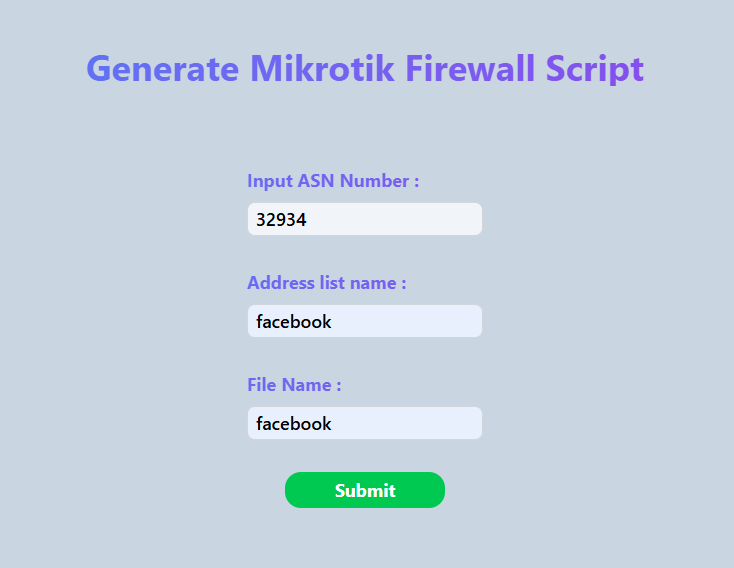 Generate Mikrotik Firewall Script
Input ASN Number :
32934
Address list name :
facebook
File Name :
facebook
Submit